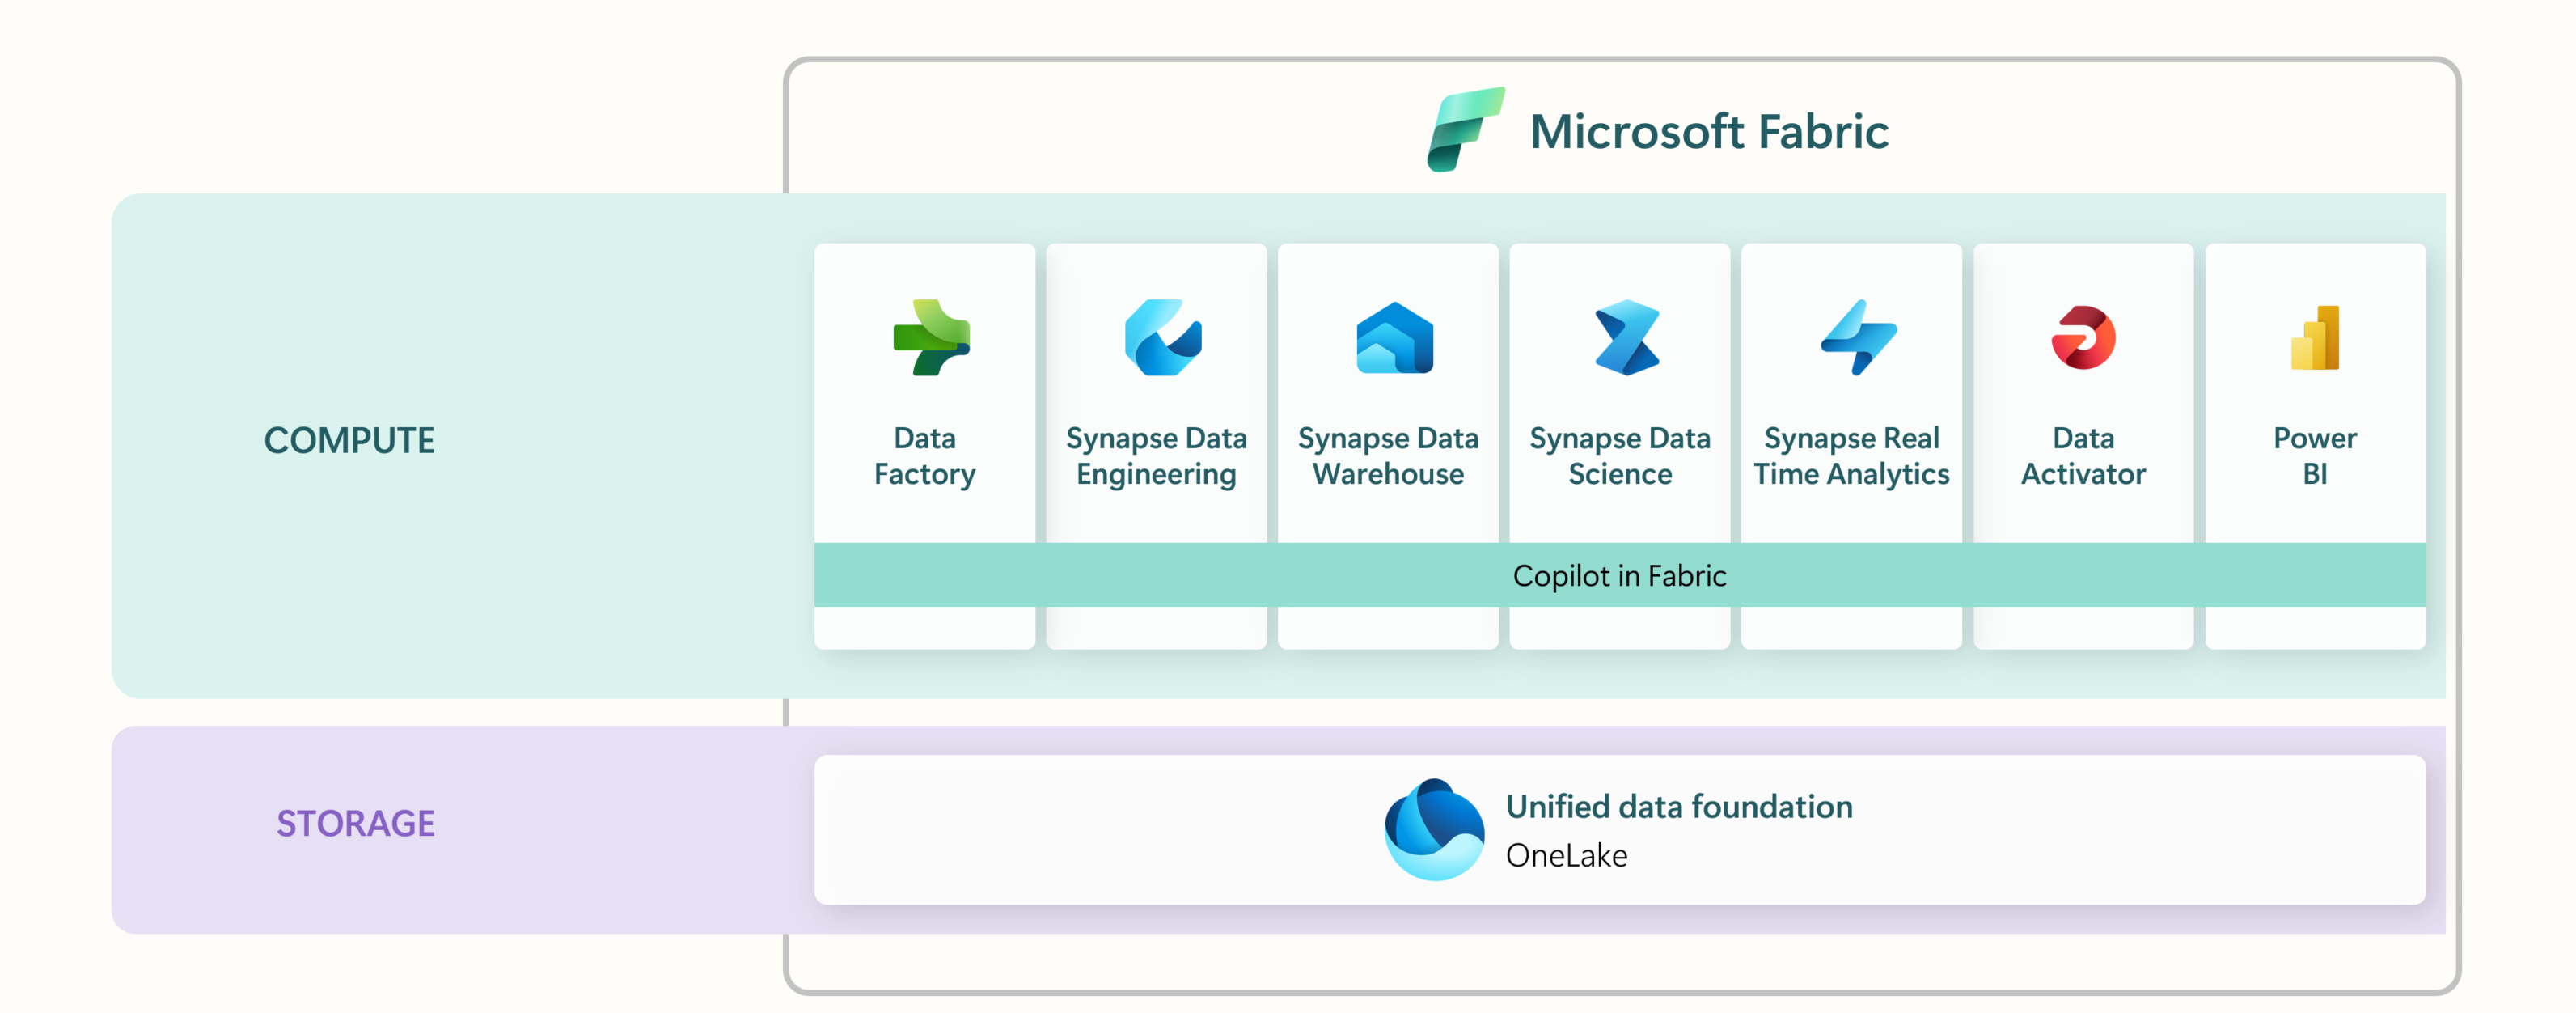 Microsoft Fabric
COMPUTE
Data
Factory
Synapse Data
Engineering
Synapse Data
Warehouse
Synapse Data
Science
Synapse Real
Time Analytics
Data
Activator
Power
BI
Copilot in Fabric
STORAGE
Unified data foundation
OneLake